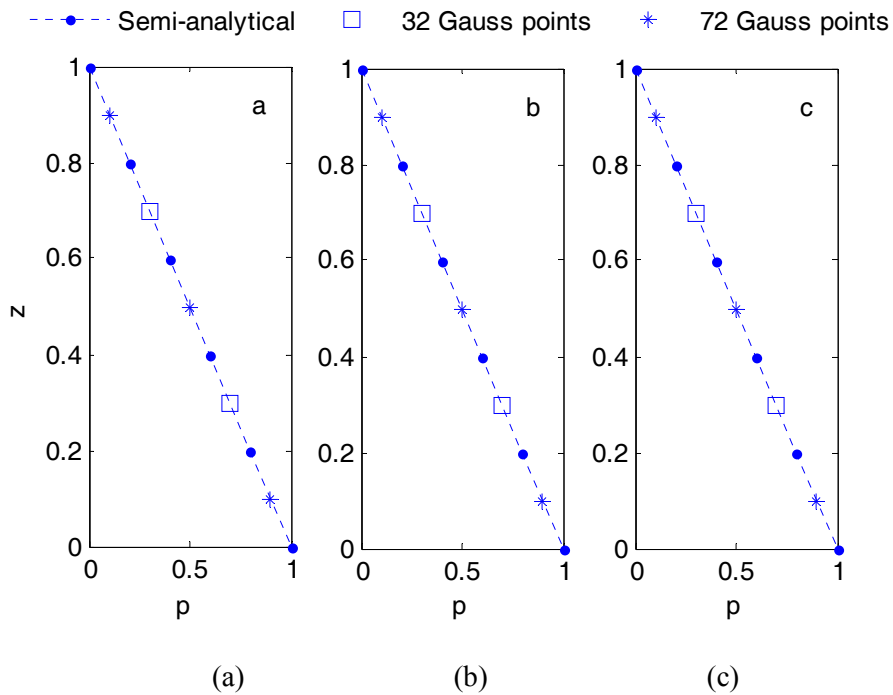 Semi-analytical 32 Gauss points 72 Gauss points
a b c
1 1 1
0.8 0.8 0.8
0.6 0.6 0.6
z
0.4 0.4 0.4
0.2 0.2 0.2
0 0 0
0 0.5 1 0 0.5 1 0 0.5 1
p p p
(a) (b) (c)